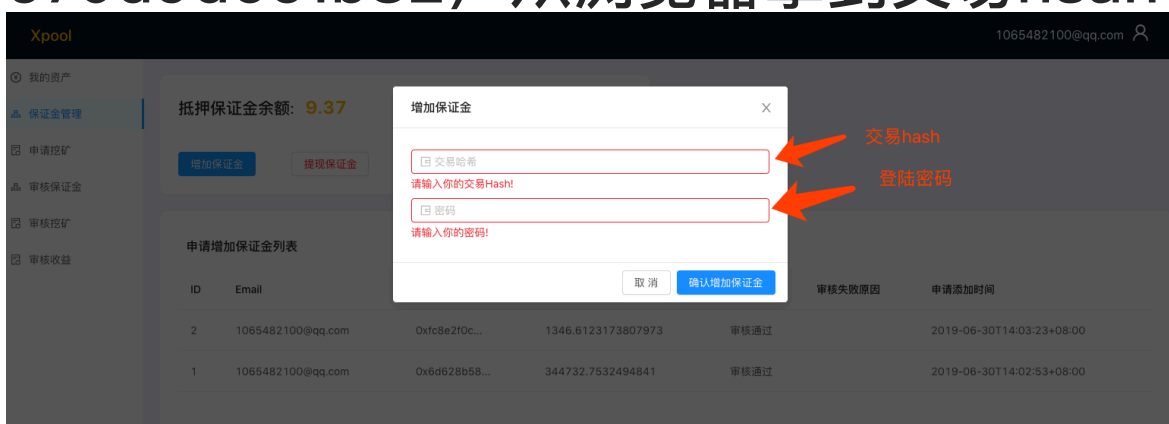 Xpool
1065482100@qq.com
我的资产
保证金管理
申请挖矿
审核保证金
审核挖矿
审核收益
抵押保证金余额: 9.37
增加保证金
提现保证金
增加保证金
交易哈希
请输入你的交易Hash!
密码
请输入你的密码!
取 消
确认增加保证金
交易hash
登陆密码
申请增加保证金列表
ID Email 审核失败原因 申请添加时间
2 1065482100@qq.com 0xfc8e2f0c... 1346.6123173807973 审核通过 2019-06-30T14:03:23+08:00
1 1065482100@qq.com 0x6d628b58... 344732.7532494841 审核通过 2019-06-30T14:02:53+08:00